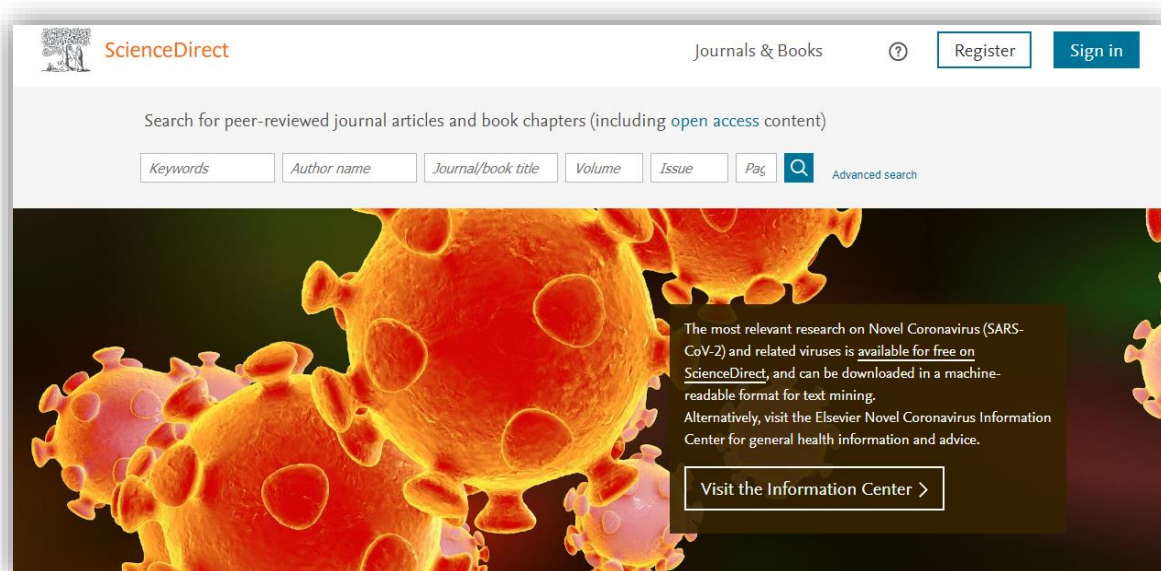 ScienceDirect
Journals & Books
?
Register
Sign in
Search for peer-reviewed journal articles and book chapters (including open access content)
Keywords
Author name
Journal/book title
Volume
Issue
Pag
Advanced search
The most relevant research on Novel Coronavirus (SARS-
CoV-2) and related viruses is available for free on
ScienceDirect, and can be downloaded in a machine-
readable format for text mining.
Alternatively, visit the Elsevier Novel Coronavirus Information
Center for general health information and advice.
Visit the Information Center >